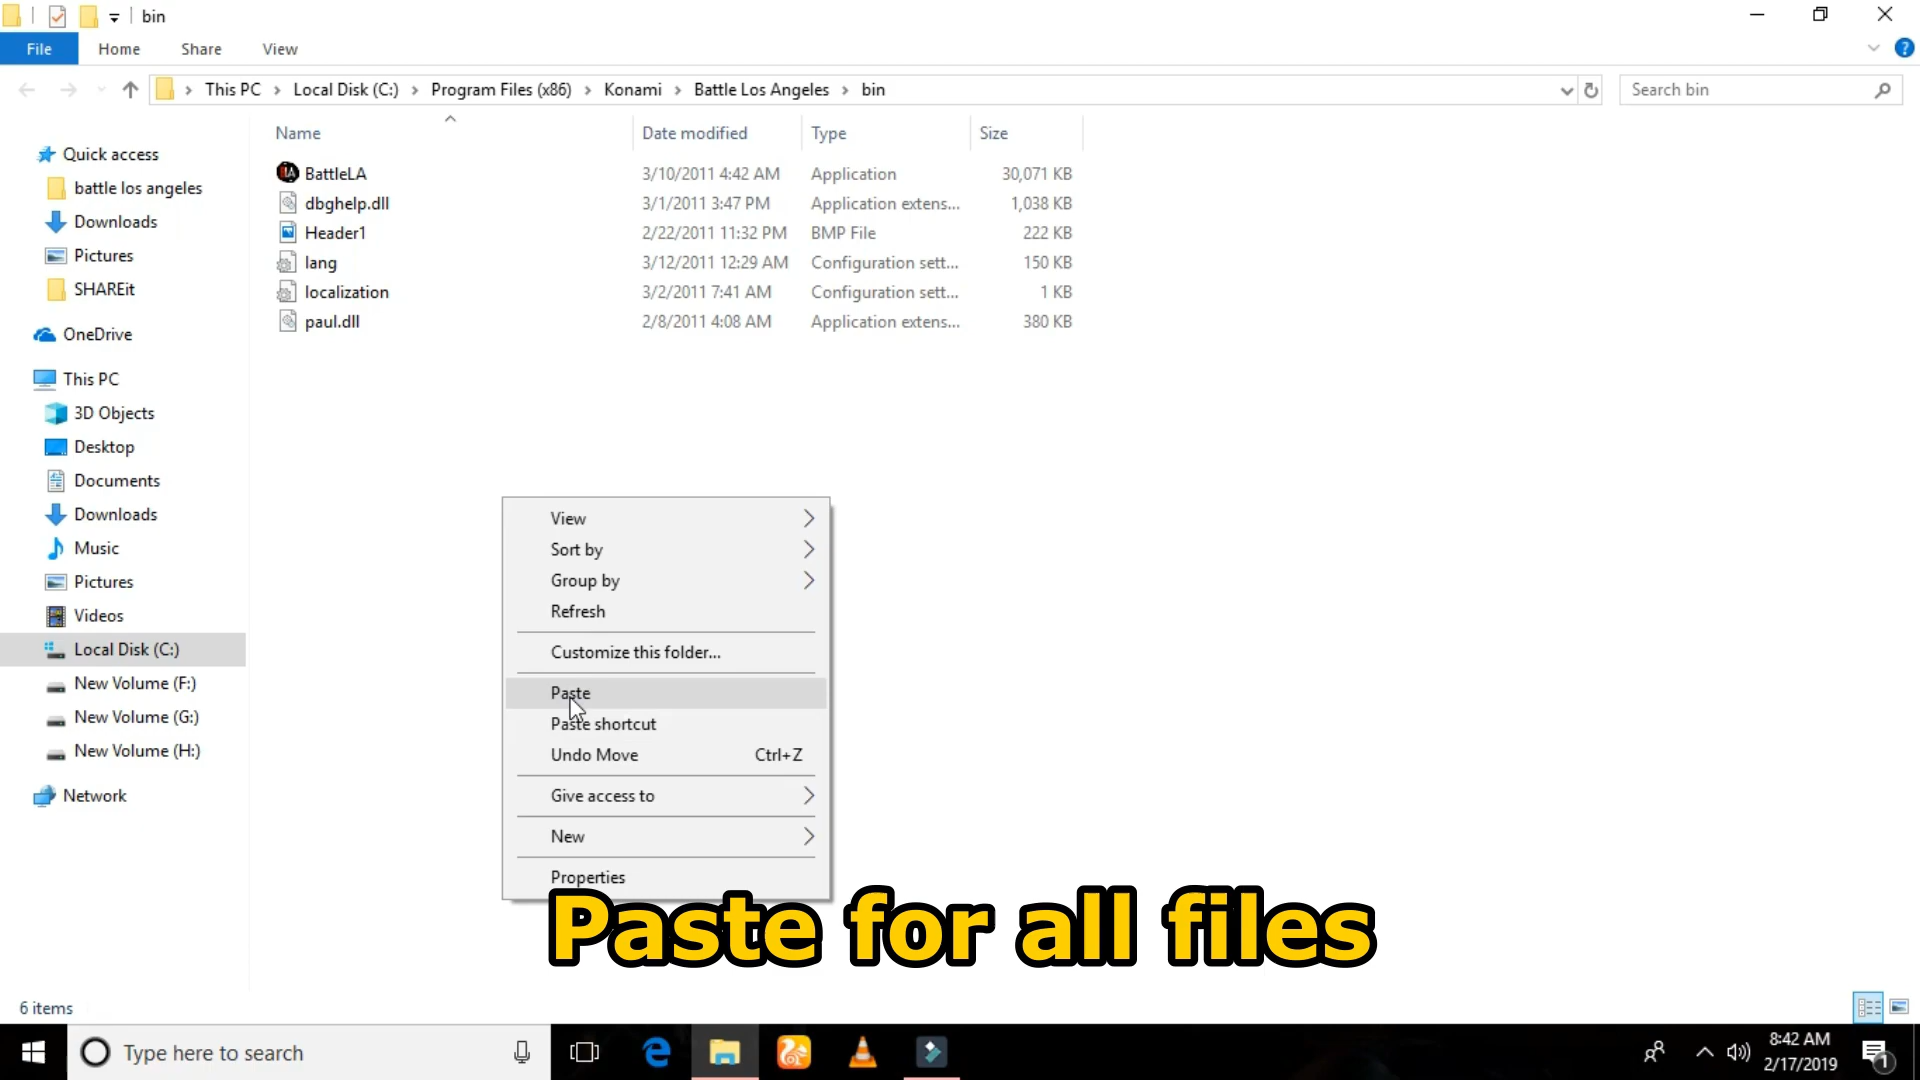 bin
File Home Share View
This PC Local Disk (C:) Program Files (x86) Konami Battle Los Angeles bin
Search bin
Name Date modified Type Size
BattleLA 3/10/2011 4:42 AM Application 30,071 KB
dbghelp.dll 3/1/2011 3:47 PM Application extens... 1,038 KB
Header1 2/22/2011 11:32 PM BMP File 222 KB
lang 3/12/2011 12:29 AM Configuration sett... 150 KB
localization 3/2/2011 7:41 AM Configuration sett... 1 KB
paul.dll 2/8/2011 4:08 AM Application extens... 380 KB
Quick access
battle los angeles
Downloads
Pictures
SHAREit
OneDrive
This PC
3D Objects
Desktop
Documents
Downloads
Music
Pictures
Videos
Local Disk (C:)
New Volume (F:)
New Volume (G:)
New Volume (H:)
Network
View
Sort by
Group by
Refresh
Customize this folder...
Paste
Paste shortcut
Undo Move Ctrl+Z
Give access to
New
Properties
Paste for all files
6 items
Type here to search
8:42 AM
2/17/2019
1